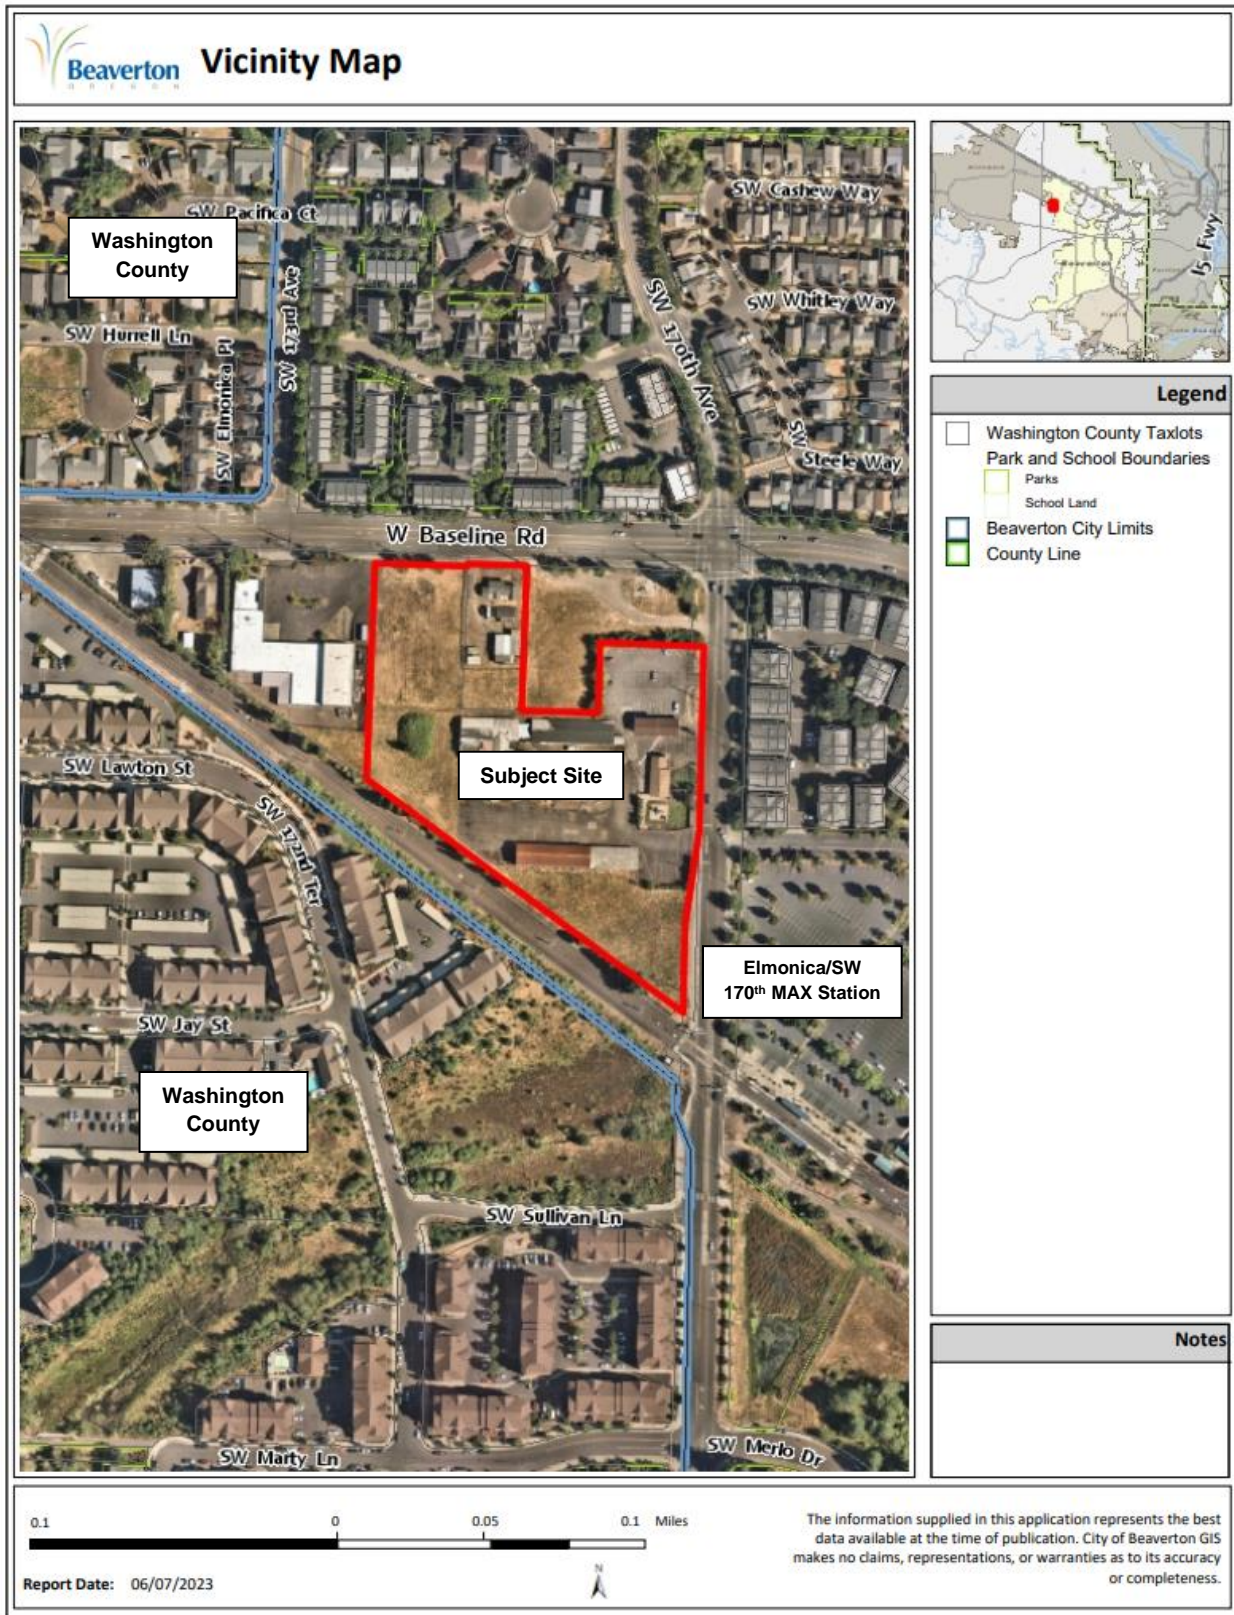 Beaverton
OREGON
Vicinity Map
SW Cashew Way
SW Pacifica Ct
Washington
County
SW 173rd Ave
SW 170th Ave
SW Whitley Way
SW Hurrell Ln
SW Elmonica Pl
SW
Steele Way
W Baseline Rd
Subject Site
SW Lawton St
SW 172nd Ter
Elmonica/SW
170th MAX Station
SW Jay St
Washington
County
SW Sullivan Ln
SW Marty Ln
SW Merlo Dr
I5 Fwy
Legend
Washington County Taxlots
Park and School Boundaries
Parks
School Land
Beaverton City Limits
County Line
Notes
0.1
0
0.05
0.1 Miles
Report Date: 06/07/2023
N
The information supplied in this application represents the best
data available at the time of publication. City of Beaverton GIS
makes no claims, representations, or warranties as to its accuracy
or completeness.